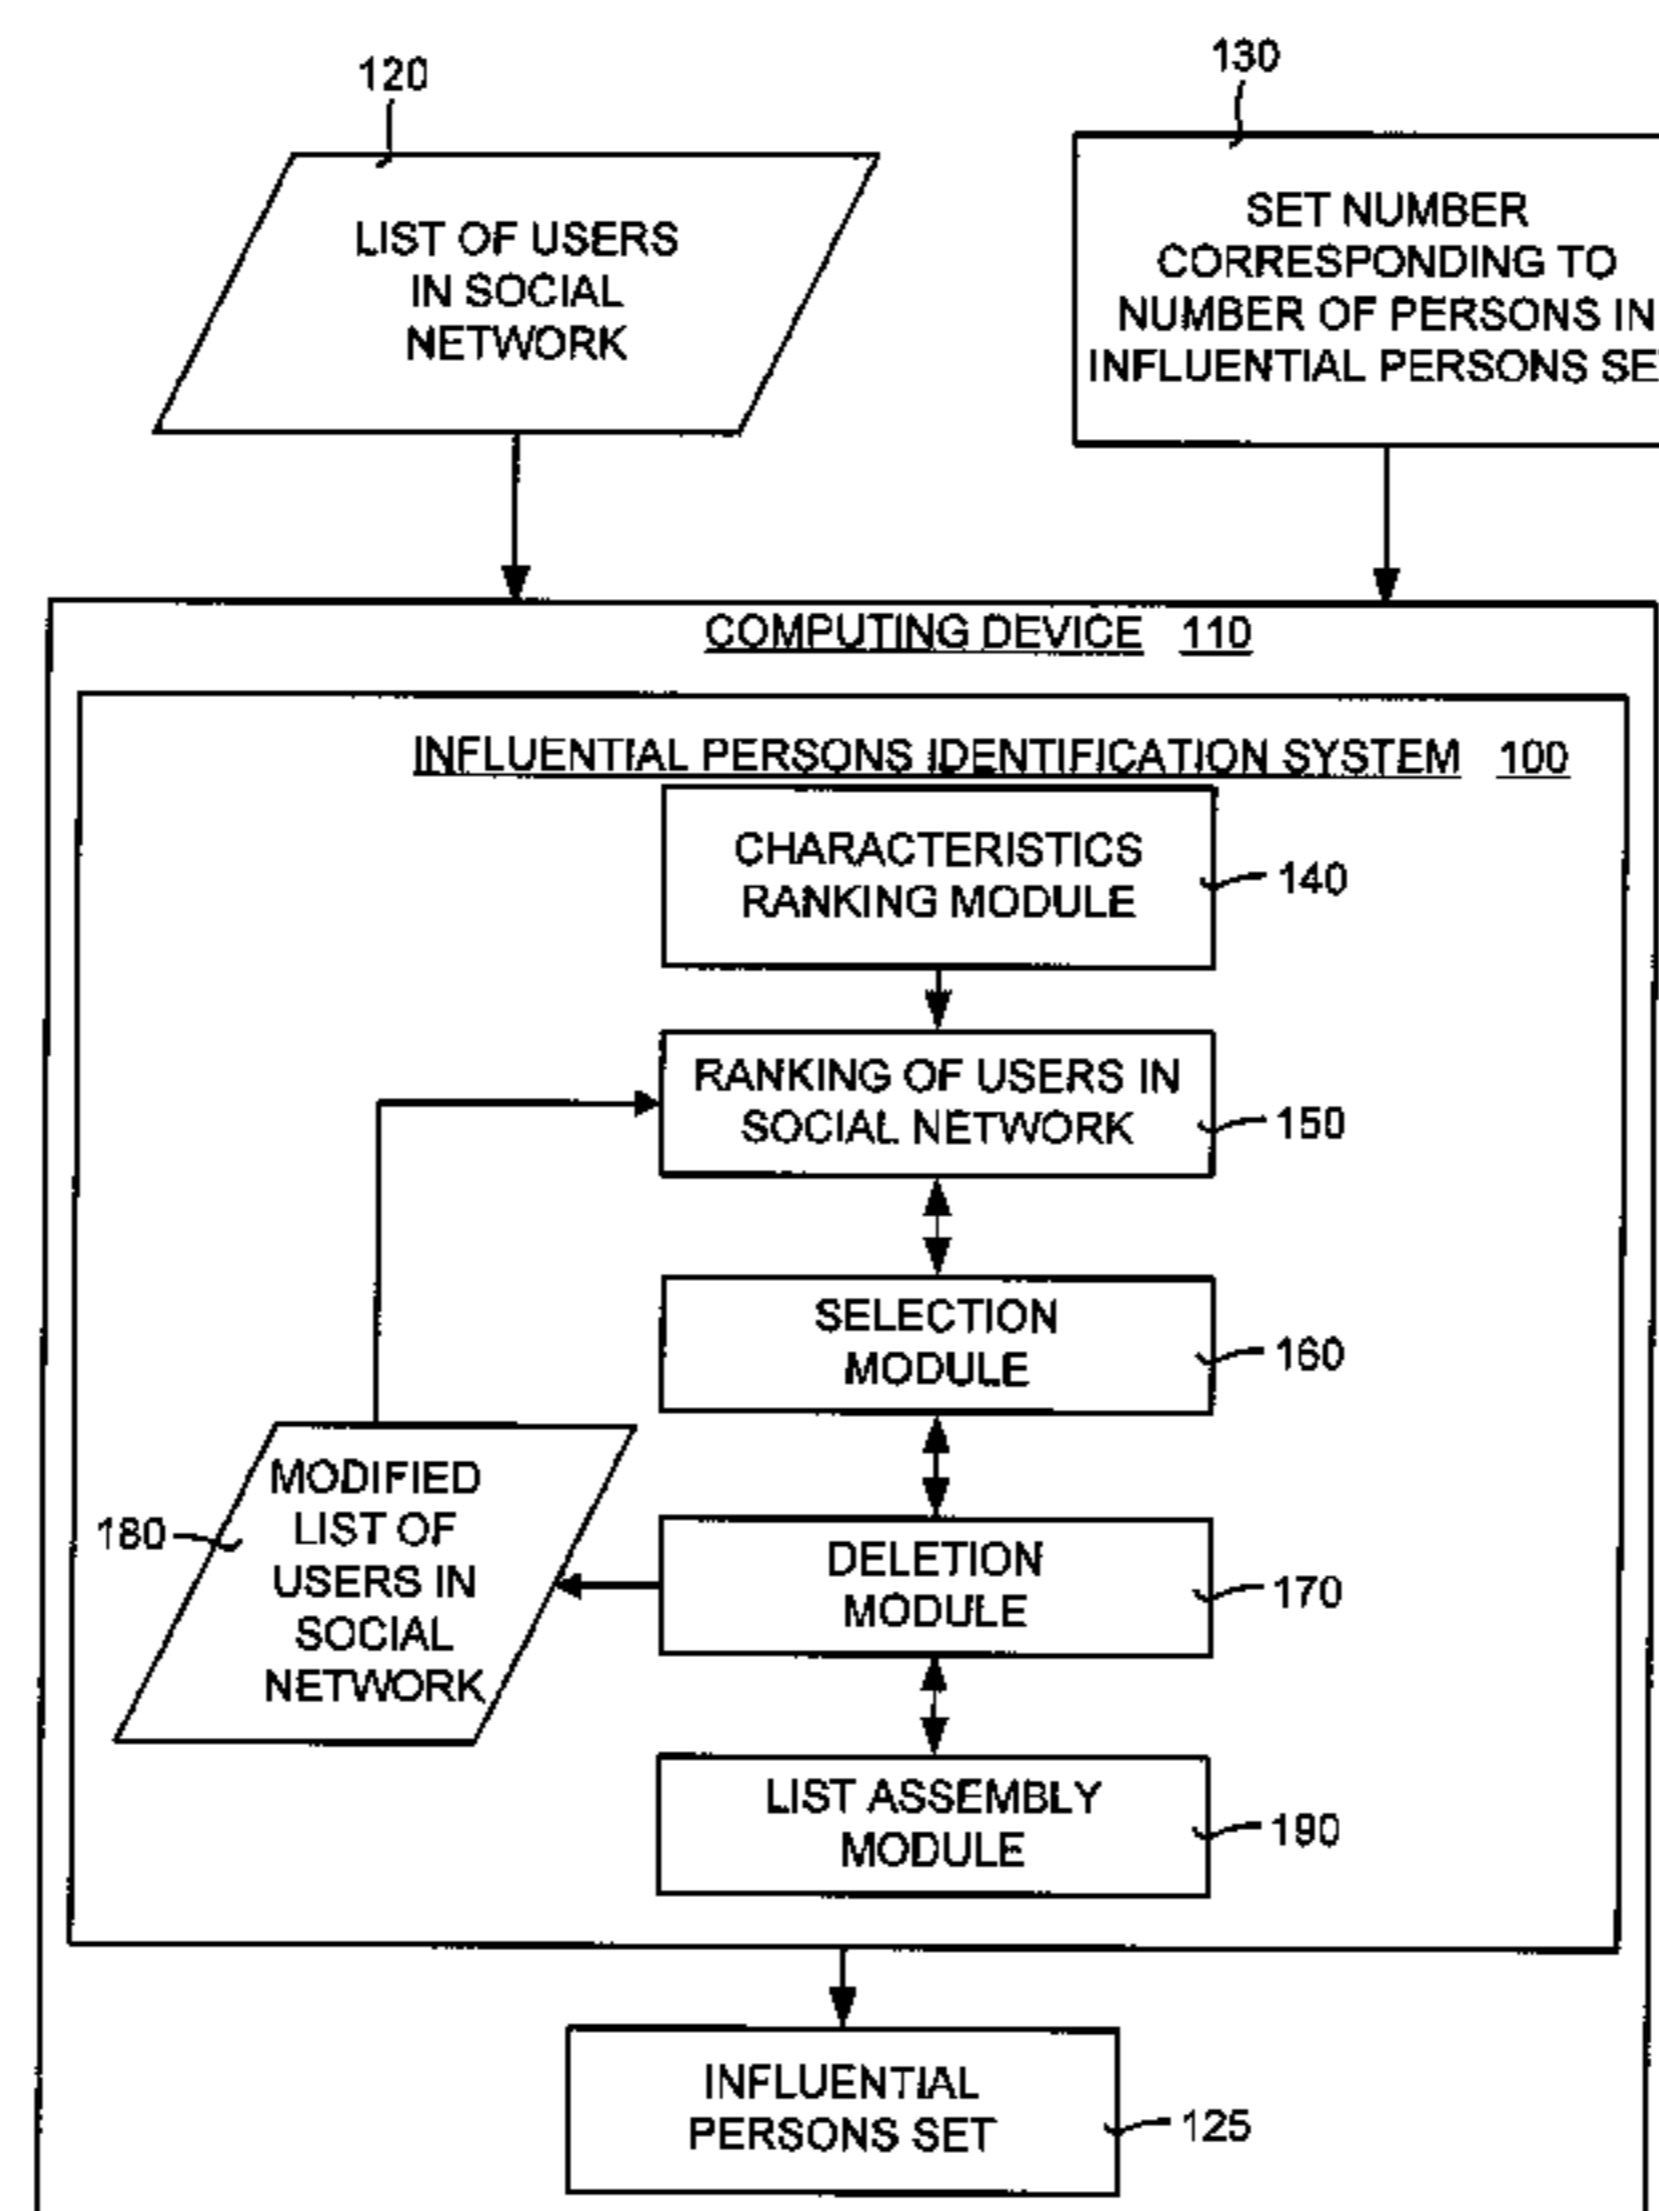 120
130
LIST OF USERS
IN SOCIAL
NETWORK
SET NUMBER
CORRESPONDING TO
NUMBER OF PERSONS IN
INFLUENTIAL PERSONS
COMPUTING DEVICE 110
INFLUENTIAL PERSONS IDENTIFICATION SYSTEM 100
CHARACTERISTICS
RANKING MODULE
140
RANKING OF USERS IN
SOCIAL NETWORK
150
SELECTION
MODULE
160
MODIFIED
LIST OF
USERS IN
SOCIAL
NETWORK
180
DELETION
MODULE
170
LIST ASSEMBLY
MODULE
190
INFLUENTIAL
PERSONS SET
125